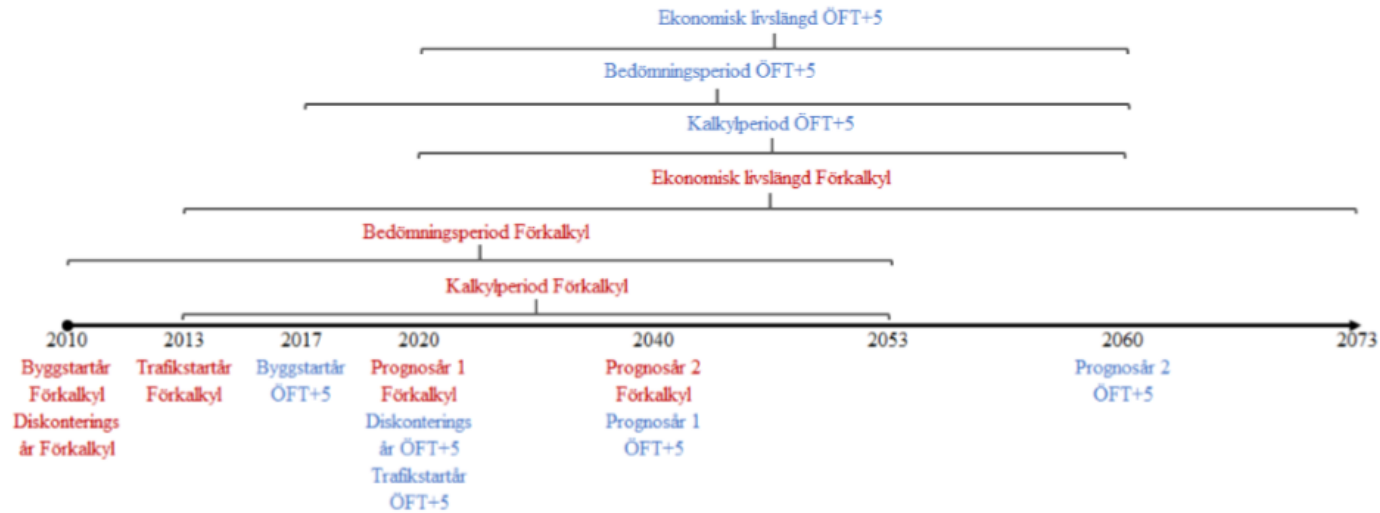 Ekonomisk livslängd ÖFT+5
Bedömningsperiod ÖFT+5
Kalkylperiod ÖFT+5
Ekonomisk livslängd Förkalkyl
Bedömningsperiod Förkalkyl
Kalkylperiod Förkalkyl
2010 2013 2017 2020 2040 2053 2060 2073
Byggstartår
Förkalkyl
Diskonterings
år Förkalkyl
Trafikstartår
Förkalkyl
Byggstartår
ÖFT+5
Prognosår 1
Förkalkyl
Diskonterings
år ÖFT+5
Trafikstartår
ÖFT+5
Prognosår 2
Förkalkyl
Prognosår 1
ÖFT+5
Prognosår 2
ÖFT+5